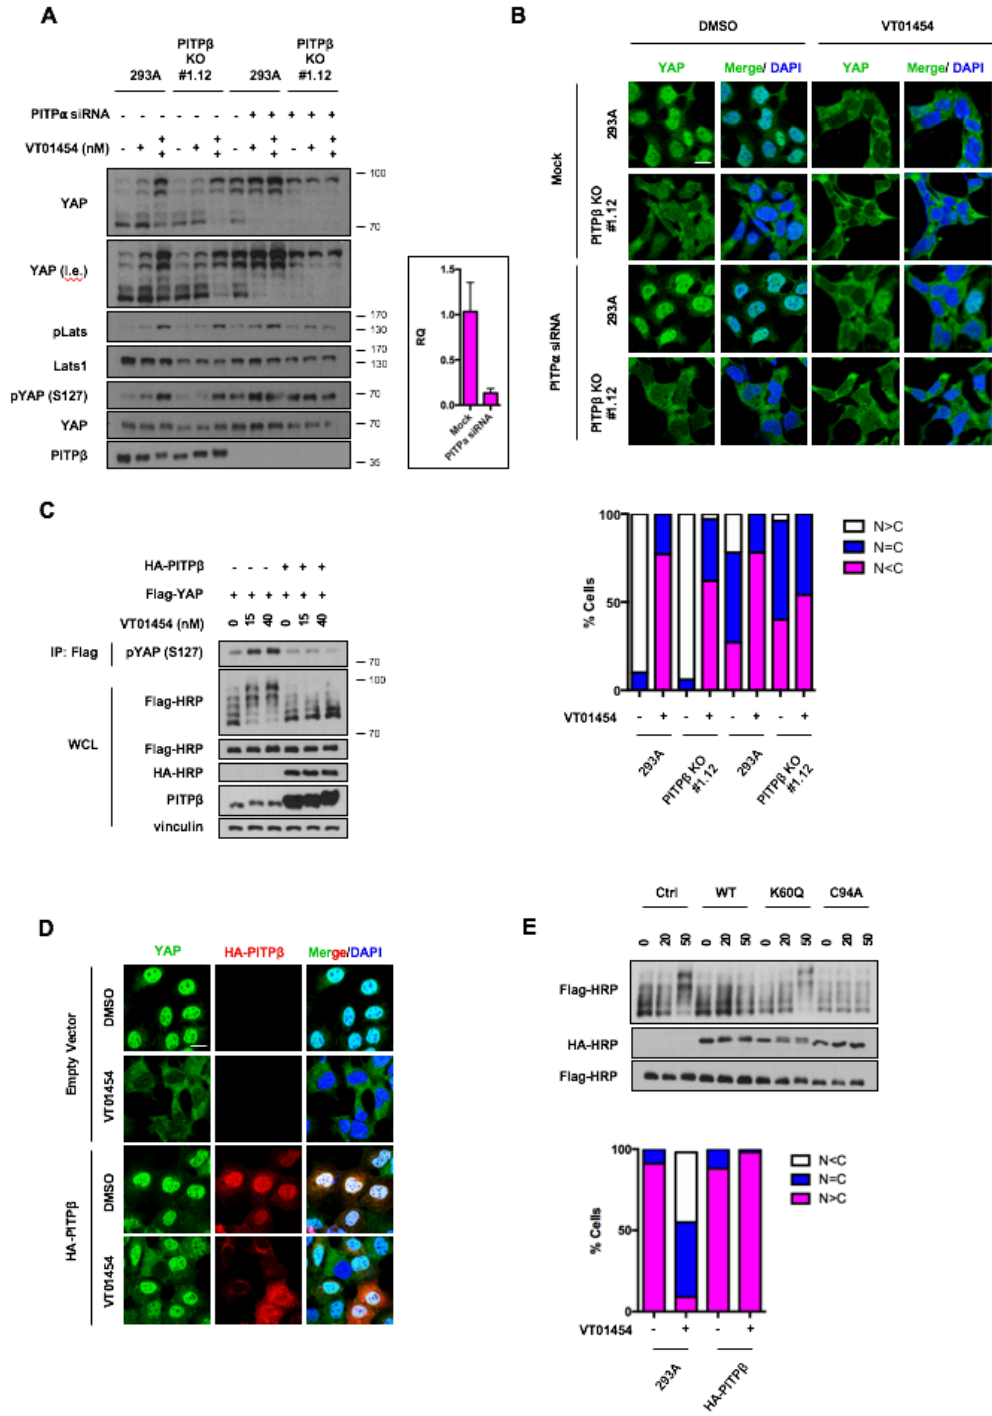 A
PITPβ
KO
#1.12
PITPβ
KO
#1.12
293A
293A
PITPα siRNA - - - - - - - + + + + +
VT01454 (nM) - + + + - + + + - + + + - + + +
YAP
100
70
YAP (l.e.)
pLats
170
130
Lats1
170
130
pYAP (S127)
70
YAP
70
PITPβ
35
RQ
1.5
1.0
0.5
0.0
Mock
PITPa siRNA
B
DMSO
VT01454
YAP
Merge/ DAPI
YAP
Merge/ DAPI
Mock
293A
PITPβ KO
#1.12
PITPα siRNA
293A
PITPβ KO
#1.12
% Cells
100
50
0
N>C
N=C
N<C
VT01454 - + - + - + - +
293A
PITPβ KO
#1.12
293A
PITPβ KO
#1.12
C
HA-PITPβ - - - + + +
Flag-YAP + + + + + +
VT01454 (nM) 0 15 40 0 15 40
IP: Flag
pYAP (S127)
70
WCL
Flag-HRP
100
70
Flag-HRP
HA-HRP
PITPβ
vinculin
D
YAP
HA-PITPβ
Merge/DAPI
Empty Vector
DMSO
VT01454
HA-PITPβ
DMSO
VT01454
E
Ctrl WT K60Q C94A
0 20 50 0 20 50 0 20 50 0 20 50
Flag-HRP
HA-HRP
Flag-HRP
% Cells
100
50
0
N<C
N=C
N>C
VT01454 - + - +
293A
HA-PITPβ